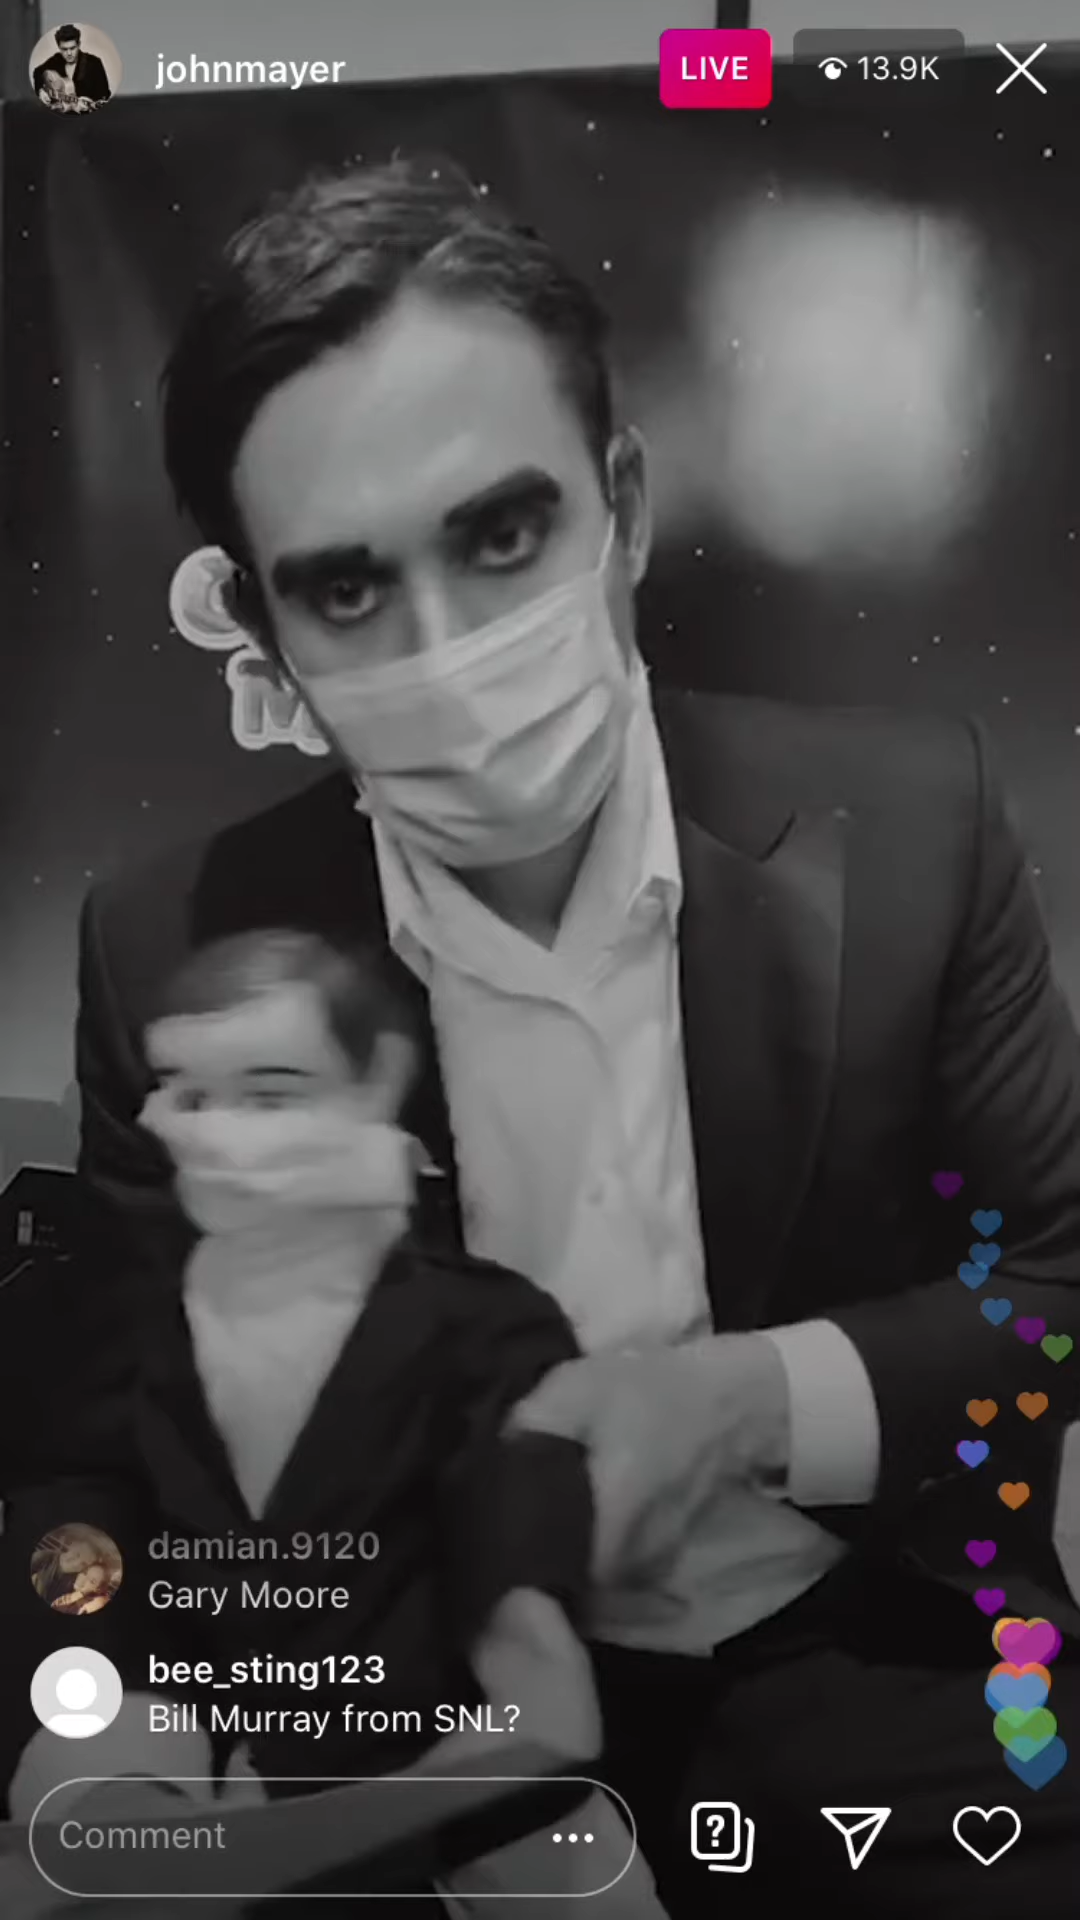 johnmayer
LIVE
13.9K
C
M
damian.9120
Gary Moore
bee_sting123
Bill Murray from SNL?
Comment